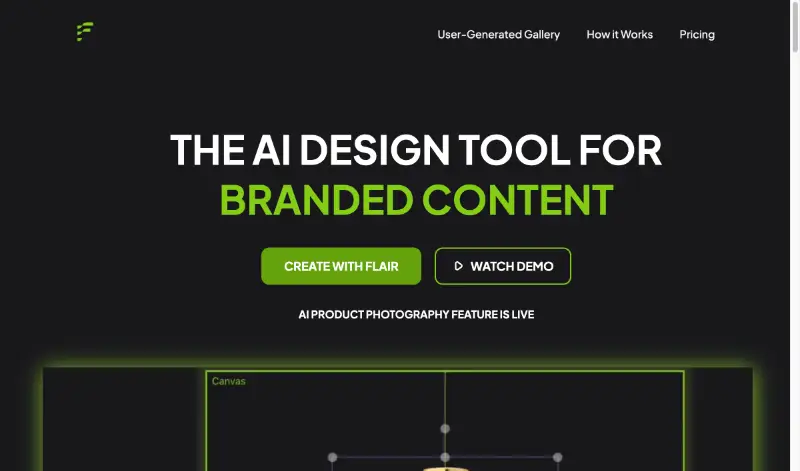 User-Generated Gallery
How it Works
Pricing
THE AI DESIGN TOOL FOR
BRANDED CONTENT
CREATE WITH FLAIR
WATCH DEMO
AI PRODUCT PHOTOGRAPHY FEATURE IS LIVE
Canvas